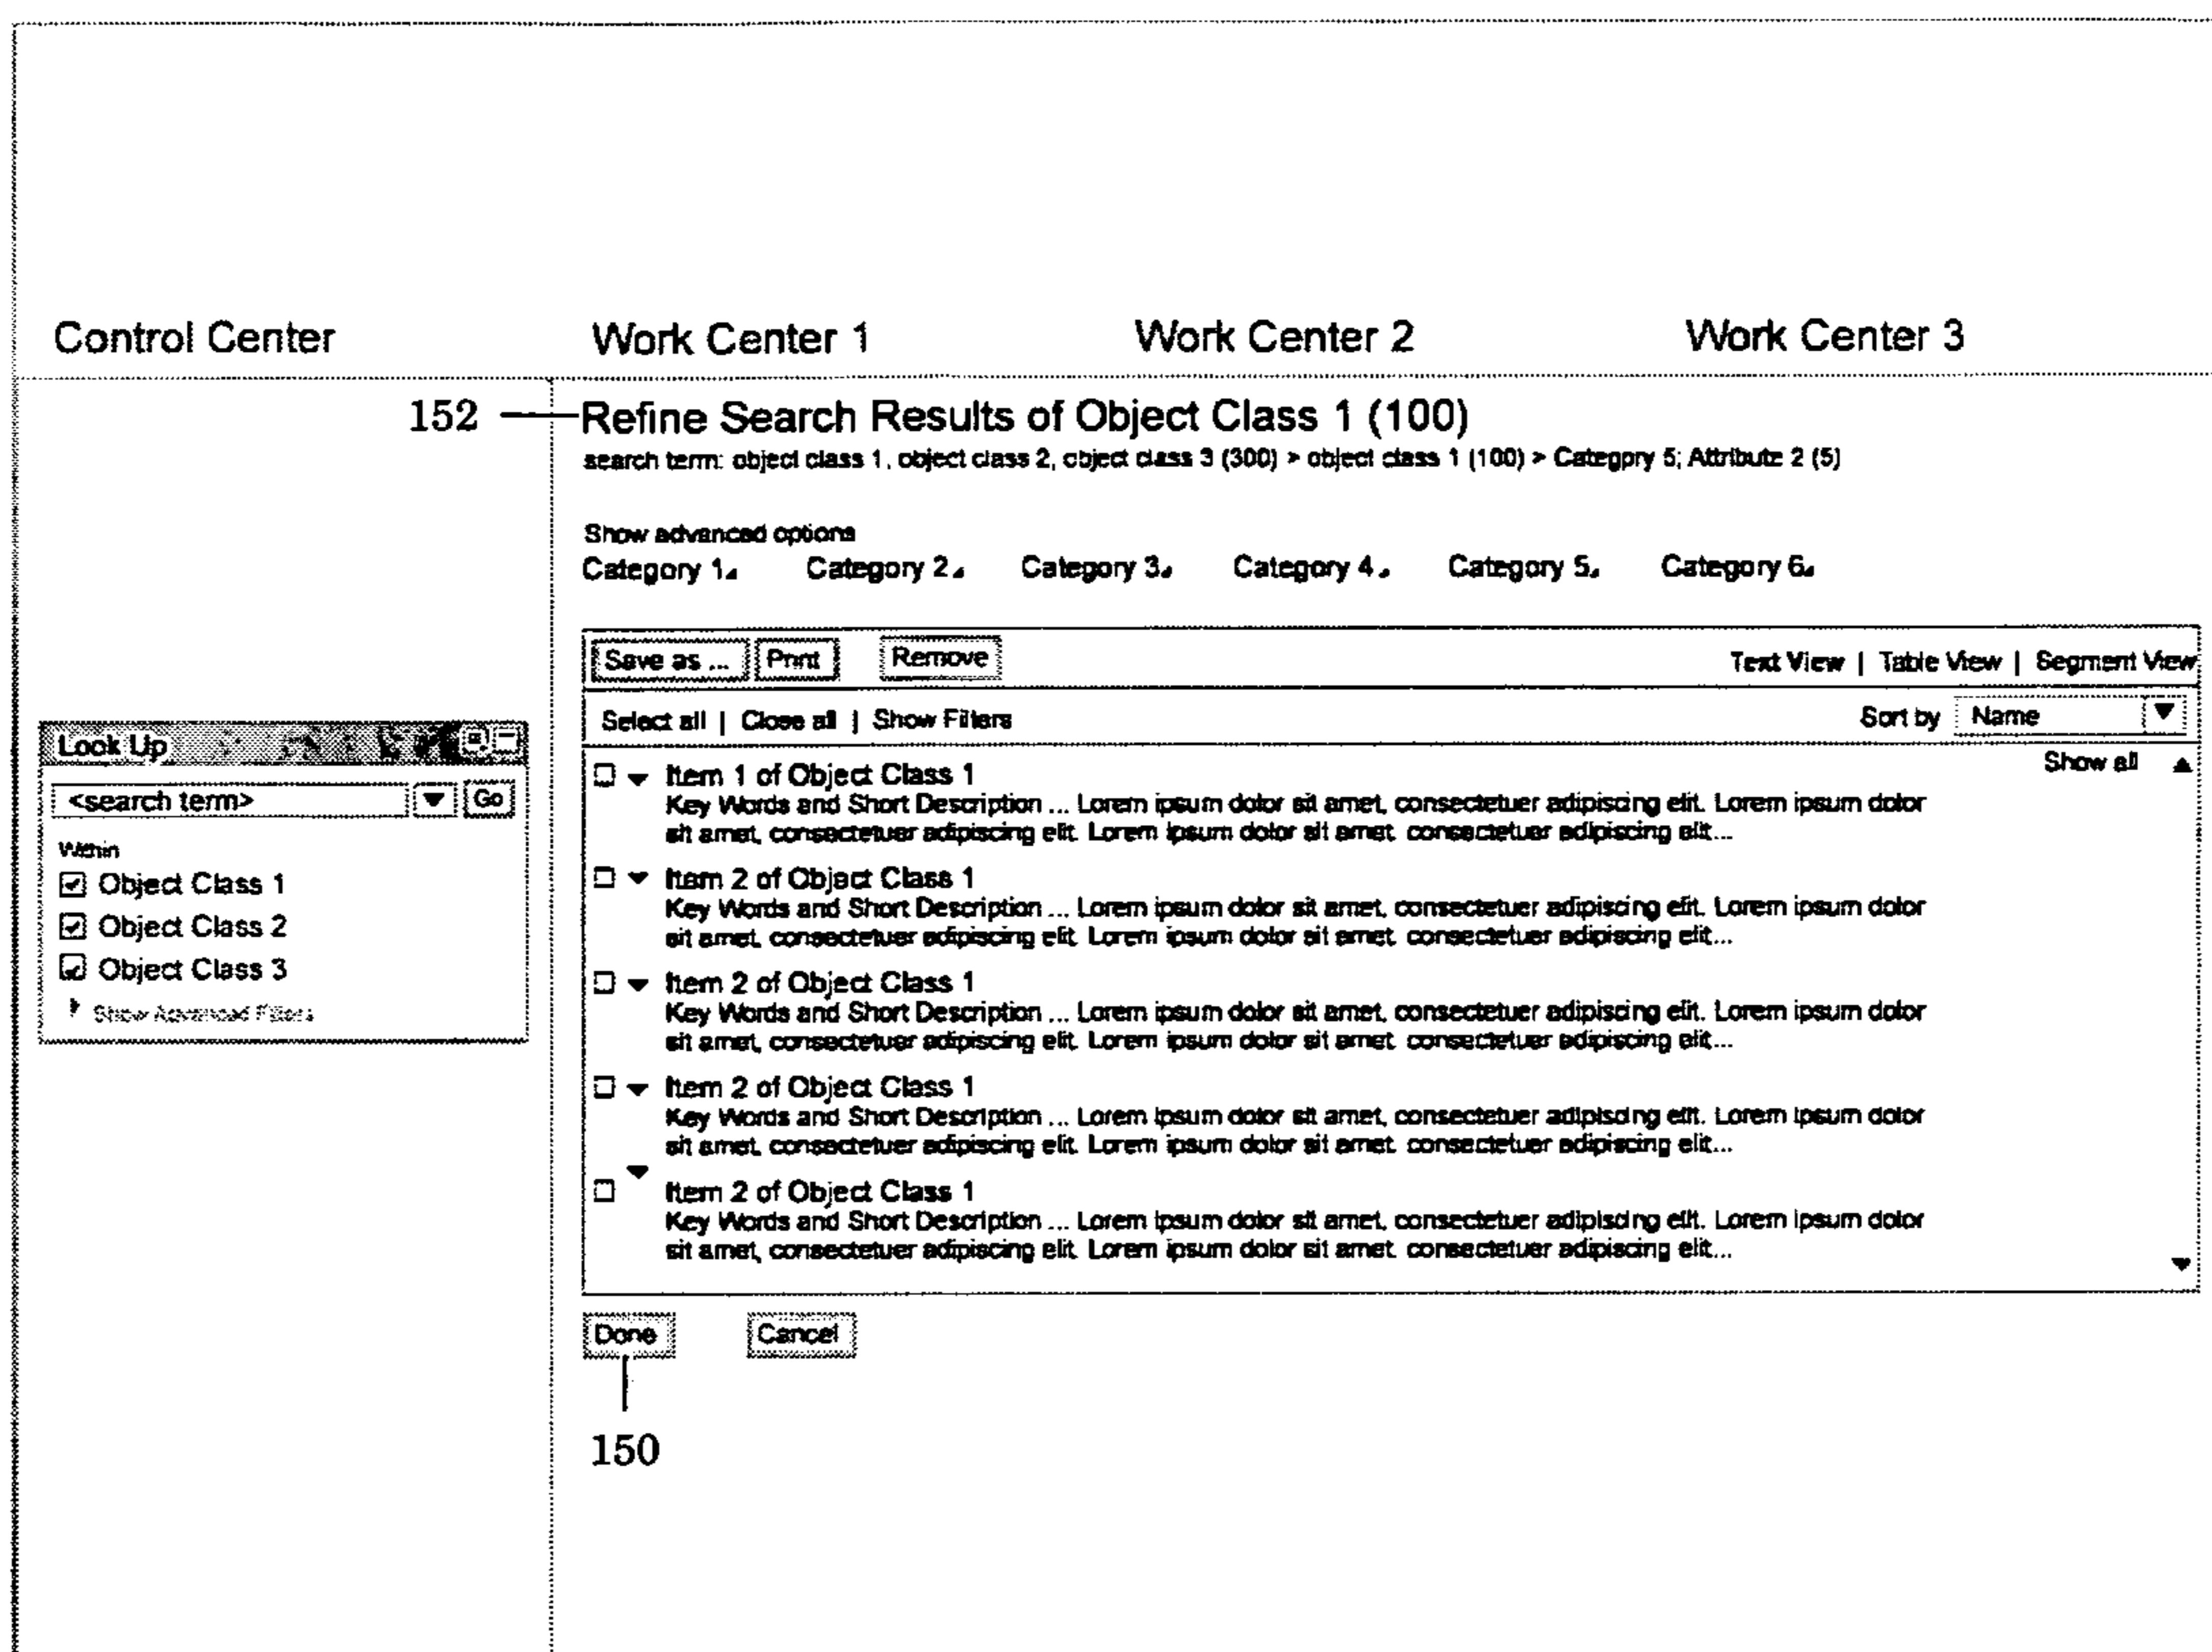 Control Center Work Center 1 Work Center 2 Work Center 3
152
Refine Search Results of Object Class 1 (100)
search term: object class 1, object class 2, object class 3 (300) > object class 1 (100) > Categpry 5; Attribute 2 (5)
Show advanced options
Category 1 Category 2 Category 3 Category 4 Category 5 Category 6
Save as ... Print Remove Text View | Table View | Segment View
Select all | Close all | Show Filters Sort by Name
Show all
Item 1 of Object Class 1
Key Words and Short Description ... Lorem ipsum dolor sit amet, consectetuer adipiscing elit. Lorem ipsum dolor
sit amet, consectetuer adipiscing elit. Lorem ipsum dolor sit amet. consectetuer adipiscing elit...
Item 2 of Object Class 1
Key Words and Short Description ... Lorem ipsum dolor sit amet, consectetuer adipiscing elit. Lorem ipsum dolor
sit amet, consectetuer adipiscing elit. Lorem ipsum dolor sit amet. consectetuer adipiscing elit...
Item 2 of Object Class 1
Key Words and Short Description ... Lorem ipsum dolor sit amet, consectetuer adipiscing elit. Lorem ipsum dolor
sit amet, consectetuer adipiscing elit. Lorem ipsum dolor sit amet. consectetuer adipiscing elit...
Item 2 of Object Class 1
Key Words and Short Description ... Lorem ipsum dolor sit amet, consectetuer adipiscing elit. Lorem ipsum dolor
sit amet, consectetuer adipiscing elit. Lorem ipsum dolor sit amet. consectetuer adipiscing elit...
Item 2 of Object Class 1
Key Words and Short Description ... Lorem ipsum dolor sit amet, consectetuer adipiscing elit. Lorem ipsum dolor
sit amet, consectetuer adipiscing elit. Lorem ipsum dolor sit amet. consectetuer adipiscing elit...
Done Cancel
150
Look Up
<search term> Go
Within
Object Class 1
Object Class 2
Object Class 3
Show Advanced Filters